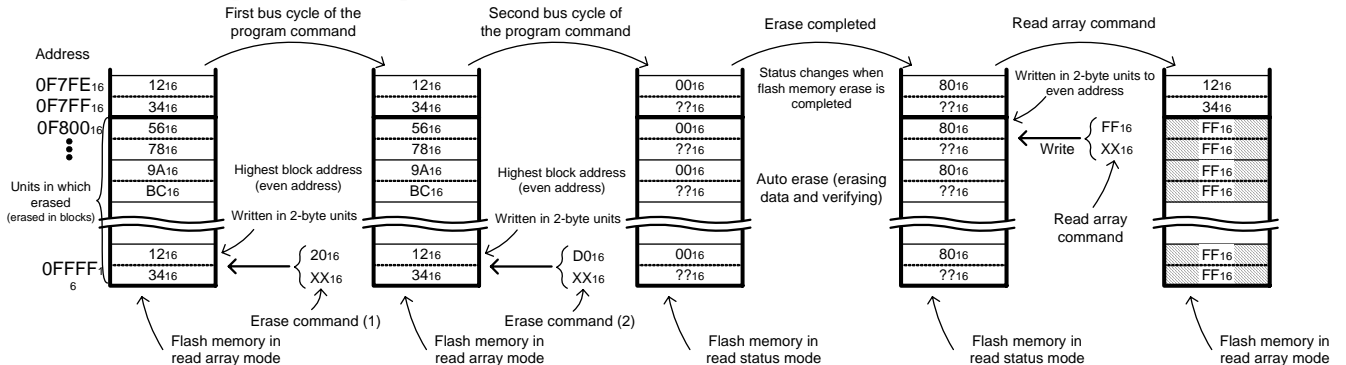 First bus cycle of the
program command
Second bus cycle of
the program command
Erase completed
Read array command
Address
0F7FE16
0F7FF16
0F80016
Units in which
erased
(erased in blocks)
0FFFF1
6
1216
3416
5616
7816
9A16
BC16
1216
3416
Highest block address
(even address)
Written in 2-byte units
2016
XX16
Erase command (1)
1216
3416
5616
7816
9A16
BC16
1216
3416
Highest block address
(even address)
Written in 2-byte units
D016
XX16
Erase command (2)
0016
??16
0016
??16
0016
??16
0016
??16
Status changes when
flash memory erase is
completed
Auto erase (erasing
data and verifying)
8016
??16
8016
??16
8016
??16
8016
??16
Written in 2-byte units to
even address
Write
FF16
XX16
Read array
command
1216
3416
FF16
FF16
FF16
FF16
FF16
FF16
Flash memory in
read array mode
Flash memory in
read array mode
Flash memory in
read status mode
Flash memory in
read status mode
Flash memory in
read array mode